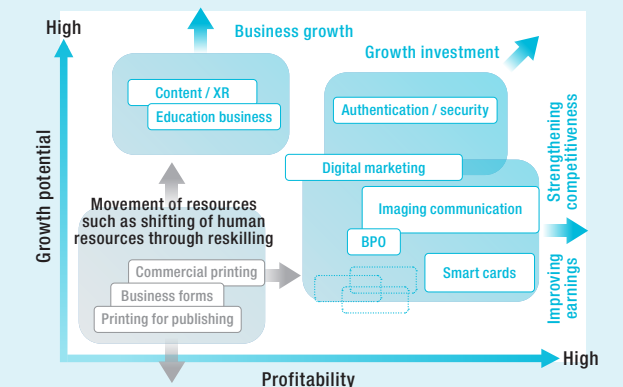 High
Business growth
Growth investment
Content / XR
Education business
Authentication / security
Digital marketing
Imaging communication
BPO
Smart cards
Strengthening
competitiveness
Improving
earnings
Growth potential
Movement of resources
such as shifting of human
resources through reskilling
Commercial printing
Business forms
Printing for publishing
High
Profitability